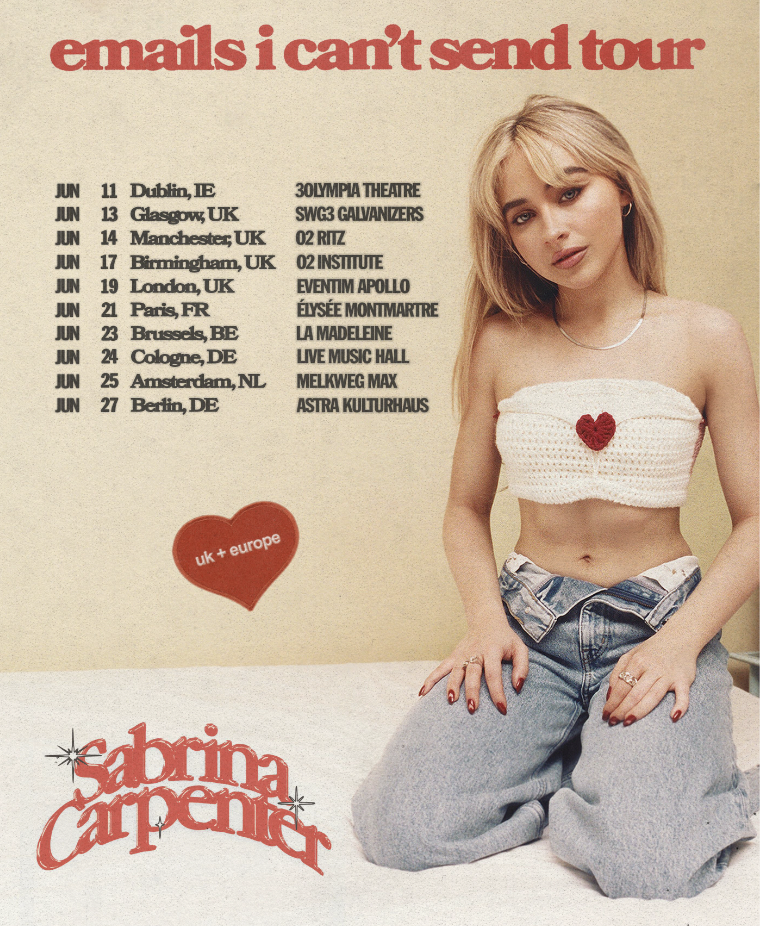 emails i can't send tour
JUN 11 Dublin, IE 3OLYMPIA THEATRE
JUN 13 Glasgow, UK SWG3 GALVANIZERS
JUN 14 Manchester, UK O2 RITZ
JUN 17 Birmingham, UK O2 INSTITUTE
JUN 19 London, UK EVENTIM APOLLO
JUN 21 Paris, FR ÉLYSÉE MONTMARTRE
JUN 23 Brussels, BE LA MADELEINE
JUN 24 Cologne, DE LIVE MUSIC HALL
JUN 25 Amsterdam, NL MELKWEG MAX
JUN 27 Berlin, DE ASTRA KULTURHAUS
uk + europe
Sabrina
Carpenter